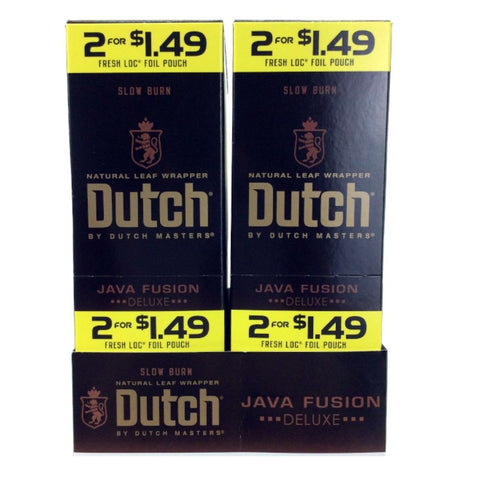 2 FOR $1.49
FRESH LOC® FOIL POUCH
SLOW BURN
NATURAL LEAF WRAPPER
Dutch®
BY DUTCH MASTERS®
JAVA FUSION
DELUXE
2 FOR $1.49
FRESH LOC® FOIL POUCH
2 FOR $1.49
FRESH LOC® FOIL POUCH
SLOW BURN
NATURAL LEAF WRAPPER
Dutch®
BY DUTCH MASTERS®
JAVA FUSION
DELUXE
2 FOR $1.49
FRESH LOC® FOIL POUCH
SLOW BURN
NATURAL LEAF WRAPPER
Dutch®
BY DUTCH MASTERS®
JAVA FUSION
DELUXE